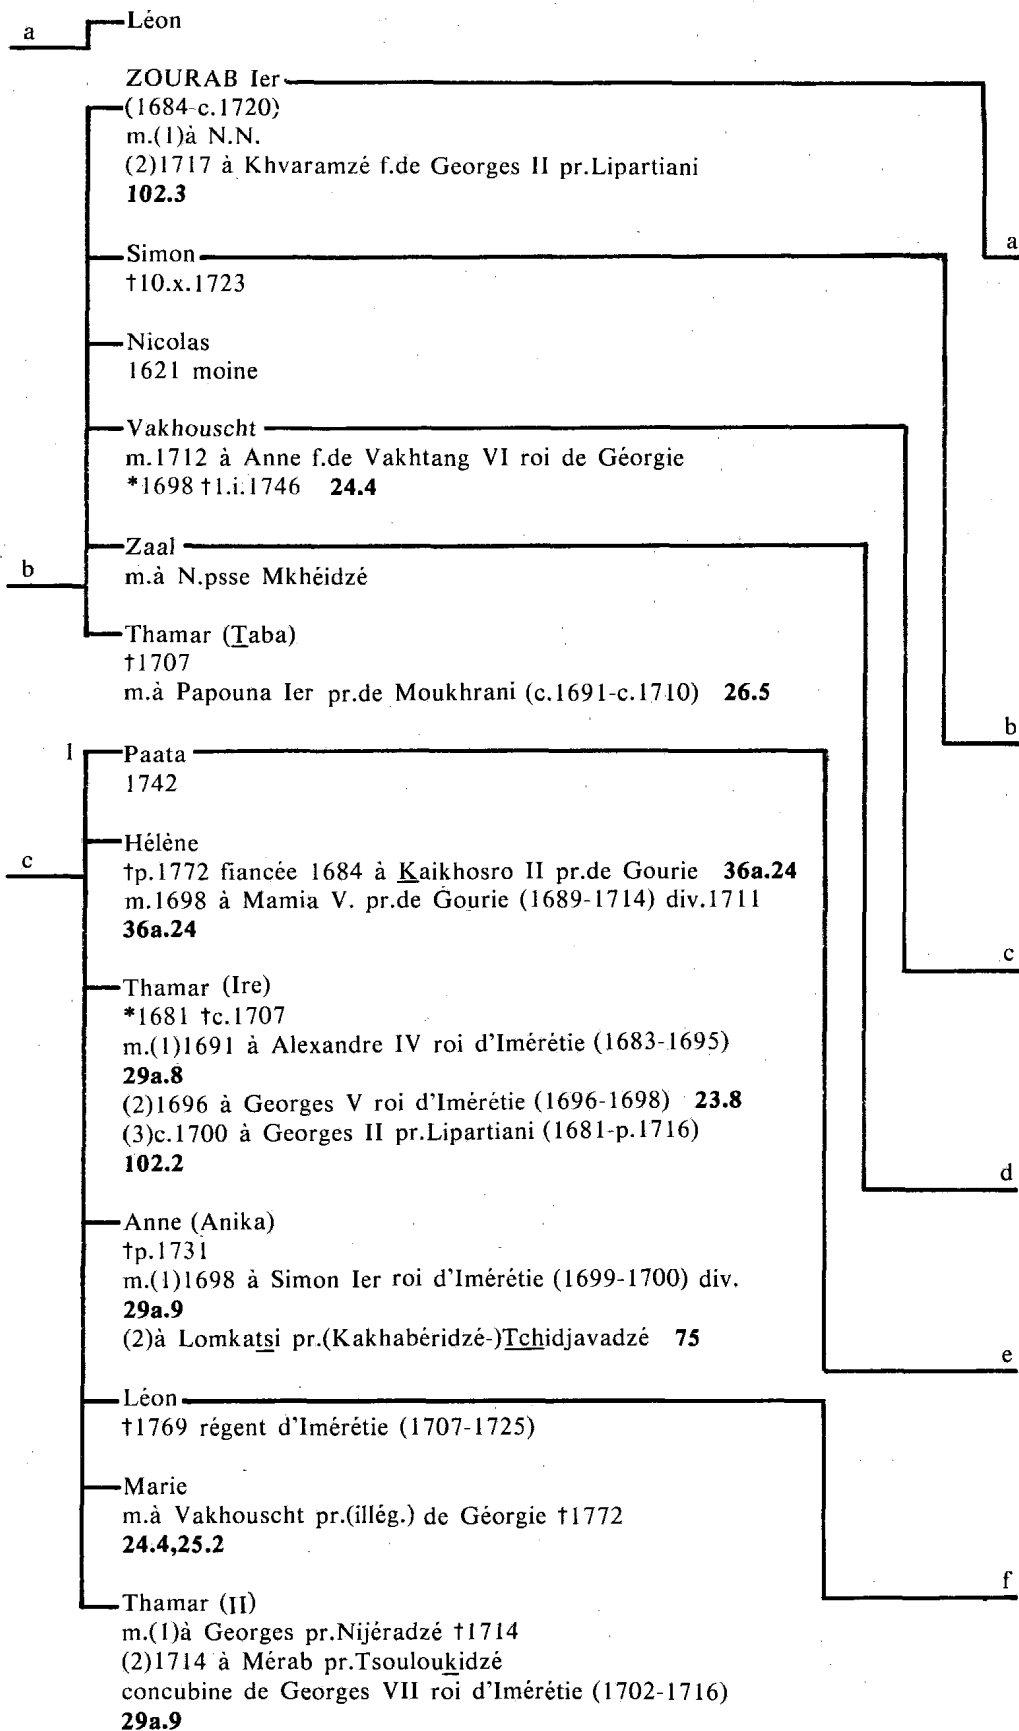 a
Léon
ZOURAB Ier
(1684-c.1720)
m.(1)à N.N.
(2)1717 à Khvaramzé f.de Georges II pr.Lipartiani
102.3
a
Simon
†10.x.1723
Nicolas
1621 moine
Vakhouscht
m.1712 à Anne f.de Vakhtang VI roi de Géorgie
*1698 †1.i.1746 24.4
Zaal
b
m.à N.psse Mkhéidzé
Thamar (Taba)
†1707
m.à Papouna Ier pr.de Moukhrani (c.1691-c.1710) 26.5
b
1 Paata
1742
Hélène
c
†p.1772 fiancée 1684 à Kaikhosro II pr.de Gourie 36a.24
m.1698 à Mamia V. pr.de Gourie (1689-1714) div.1711
36a.24
c
Thamar (Ire)
*1681 †c.1707
m.(1)1691 à Alexandre IV roi d'Imérétie (1683-1695)
29a.8
(2)1696 à Georges V roi d'Imérétie (1696-1698) 23.8
(3)c.1700 à Georges II pr.Lipartiani (1681-p.1716)
102.2
d
Anne (Anika)
†p.1731
m.(1)1698 à Simon Ier roi d'Imérétie (1699-1700) div.
29a.9
(2)à Lomkatsi pr.(Kakhabéridzé-)Tchidjavadzé 75
e
Léon
†1769 régent d'Imérétie (1707-1725)
Marie
m.à Vakhouscht pr.(illég.) de Géorgie †1772
24.4,25.2
f
Thamar (II)
m.(1)à Georges pr.Nijéradzé †1714
(2)1714 à Mérab pr.Tsouloukidzé
concubine de Georges VII roi d'Imérétie (1702-1716)
29a.9